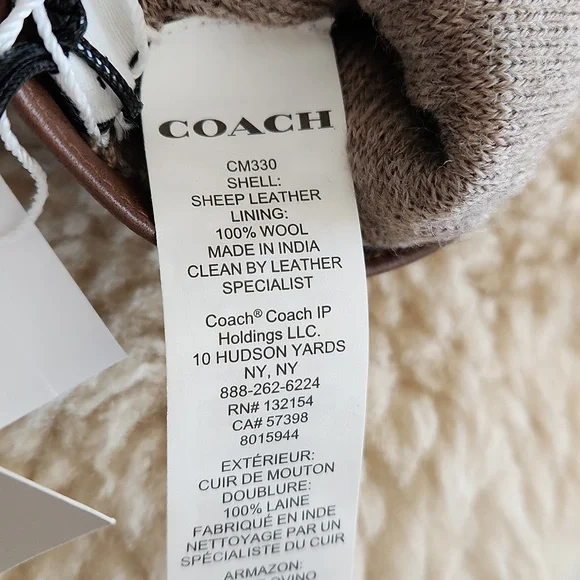 COACH
CM330
SHELL:
SHEEP LEATHER
LINING:
100% WOOL
MADE IN INDIA
CLEAN BY LEATHER
SPECIALIST
Coach® Coach IP
Holdings LLC.
10 HUDSON YARDS
NY, NY
888-262-6224
RN# 132154
CA# 57398
8015944
EXTÉRIEUR:
CUIR DE MOUTON
DOUBLURE:
100% LAINE
FABRIQUÉ EN INDE
NETTOYAGE PAR UN
SPÉCIALISTE DU CUIR
ARMAZON: